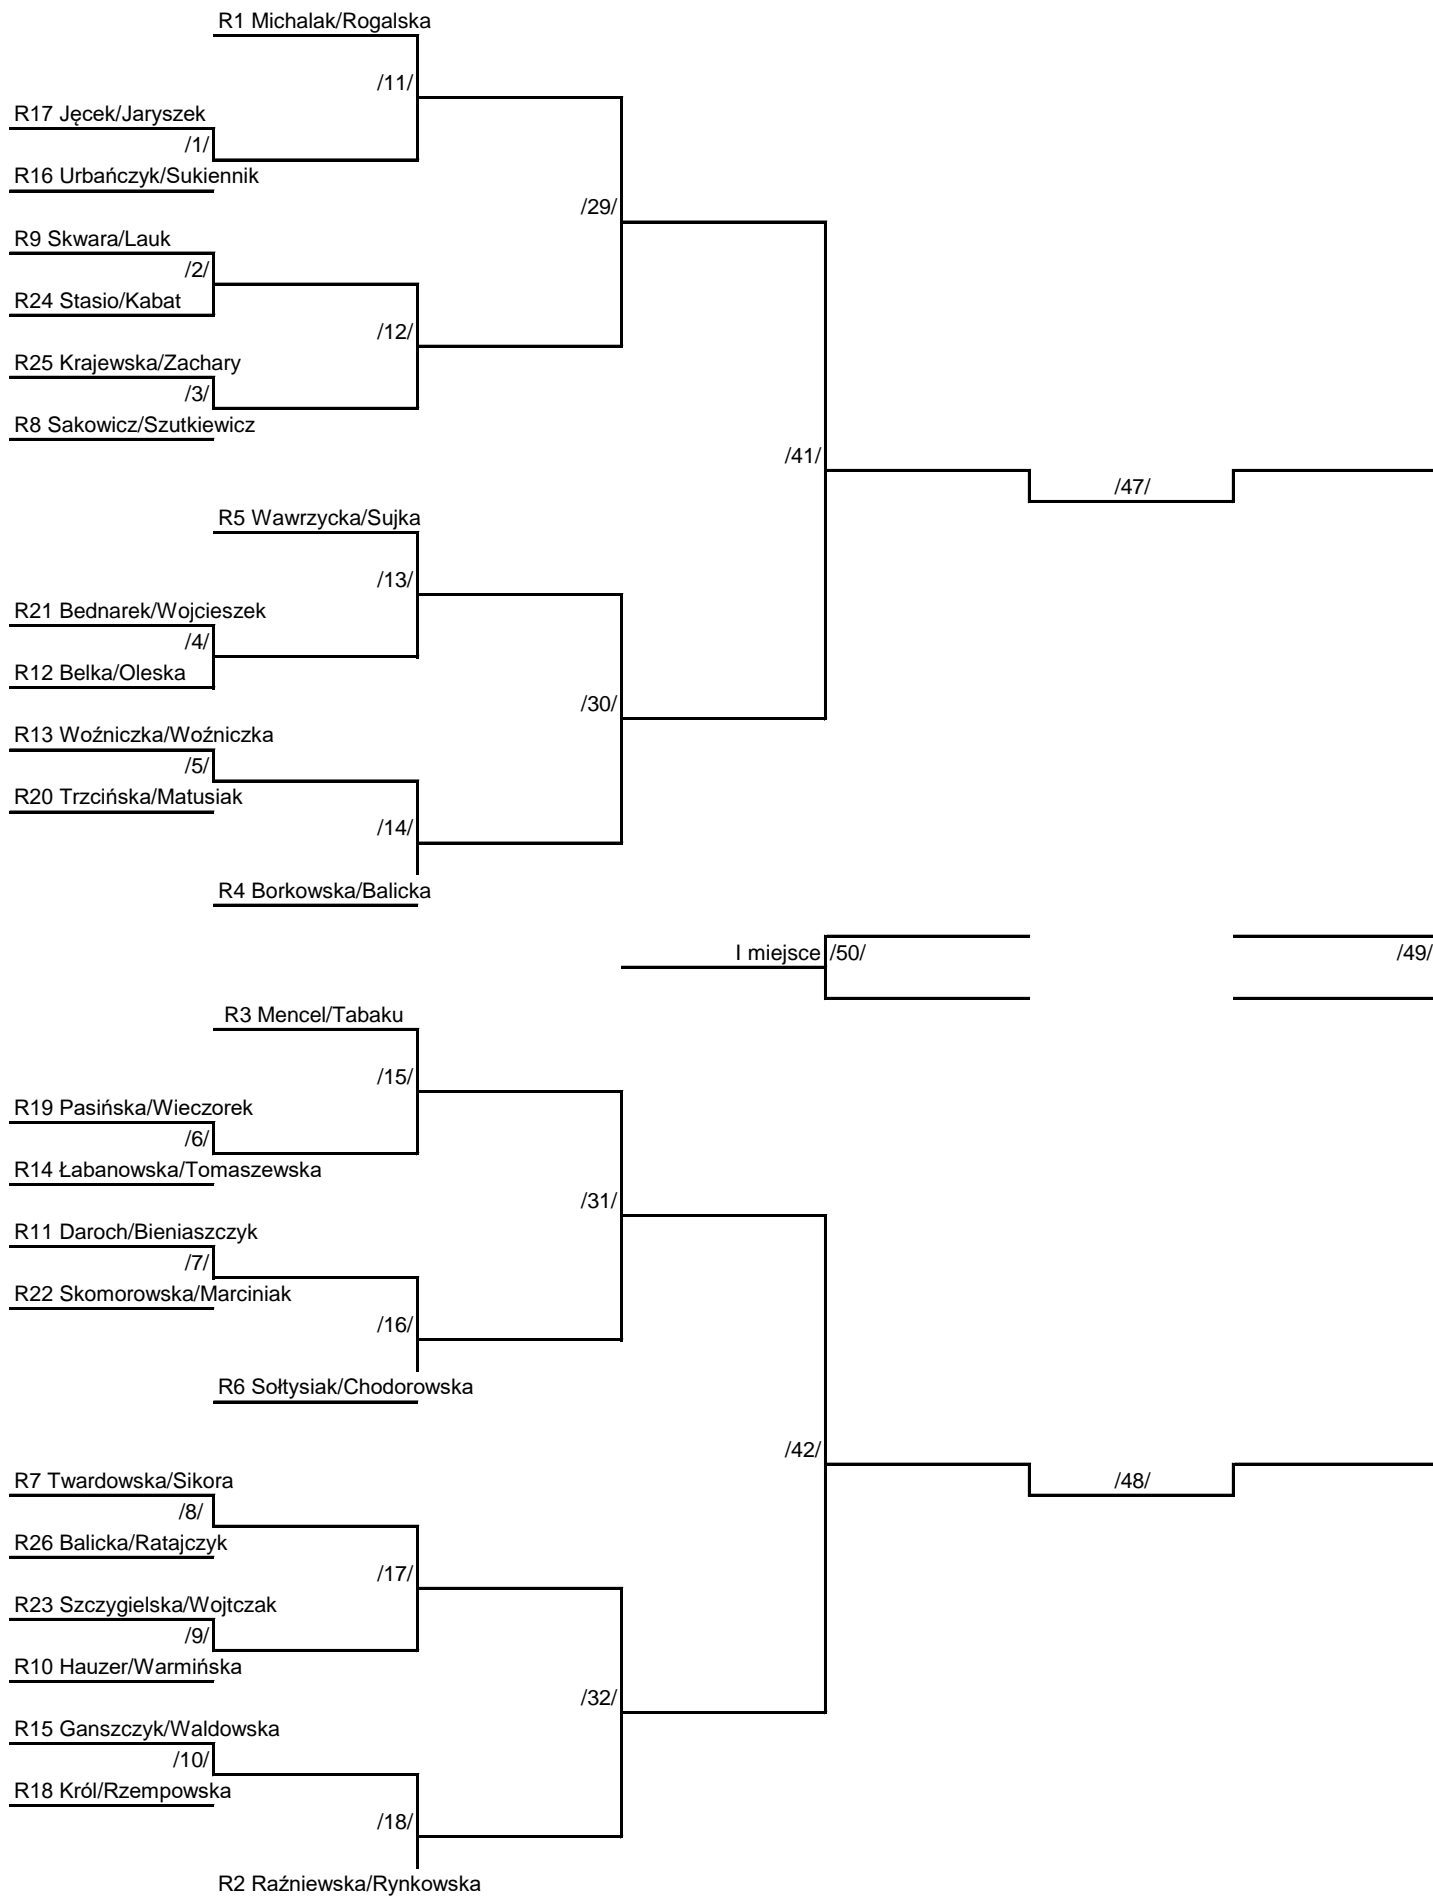 R1 Michalak/Rogalska
/11/
R17 Jęcek/Jaryszek
/1/
R16 Urbańczyk/Sukiennik
/29/
R9 Skwara/Lauk
/2/
R24 Stasio/Kabat
/12/
R25 Krajewska/Zachary
/3/
R8 Sakowicz/Szutkiewicz
/41/
/47/
R5 Wawrzycka/Sujka
/13/
R21 Bednarek/Wojcieszek
/4/
R12 Belka/Oleska
/30/
R13 Woźniczka/Woźniczka
/5/
R20 Trzcińska/Matusiak
/14/
R4 Borkowska/Balicka
I miejsce /50/ /49/
R3 Mencel/Tabaku
/15/
R19 Pasińska/Wieczorek
/6/
R14 Łabanowska/Tomaszewska
/31/
R11 Daroch/Bieniaszczyk
/7/
R22 Skomorowska/Marciniak
/16/
R6 Sołtysiak/Chodorowska
/42/
R7 Twardowska/Sikora
/48/
/8/
R26 Balicka/Ratajczyk
/17/
R23 Szczygielska/Wojtczak
/9/
R10 Hauzer/Warmińska
/32/
R15 Ganszczyk/Waldowska
/10/
R18 Król/Rzempowska
/18/
R2 Raźniewska/Rynkowska